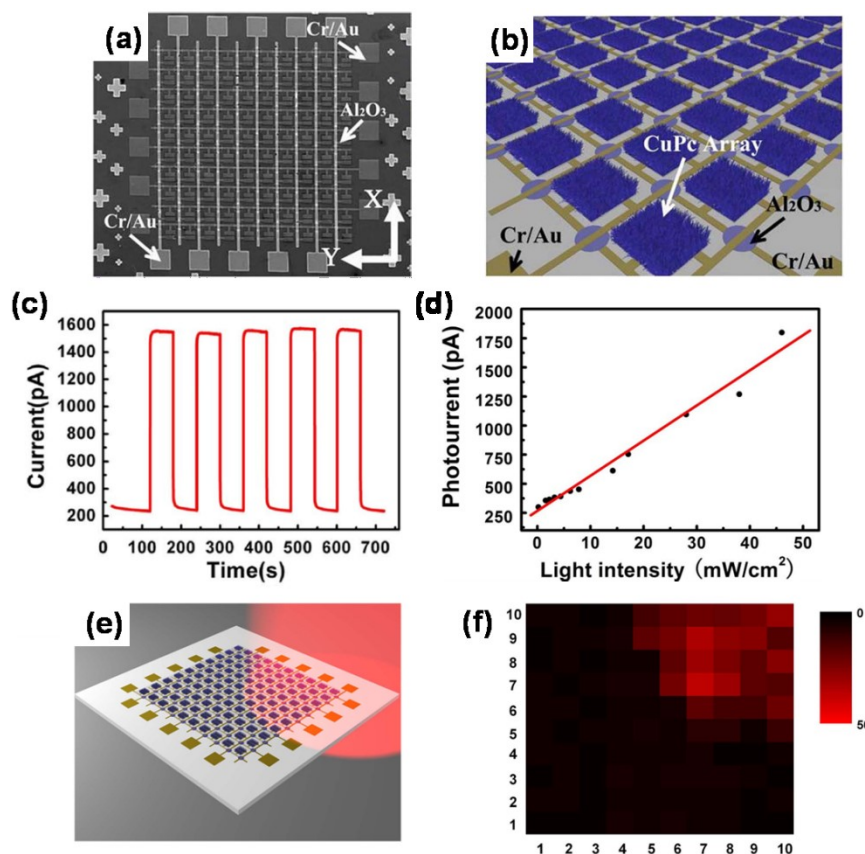 (a)
Cr/Au
Al2O3
X
Y
Cr/Au
(b)
CuPc Array
Al2O3
Cr/Au
Cr/Au
(c)
1600
1400
1200
1000
800
600
400
200
Current(pA)
0 100 200 300 400 500 600 700
Time(s)
(d)
2000
1750
1500
1250
1000
750
500
250
Photourrent (pA)
0 10 20 30 40 50
Light intensity (mW/cm²)
(e)
(f)
10
9
8
7
6
5
4
3
2
1
1 2 3 4 5 6 7 8 9 10
0
50